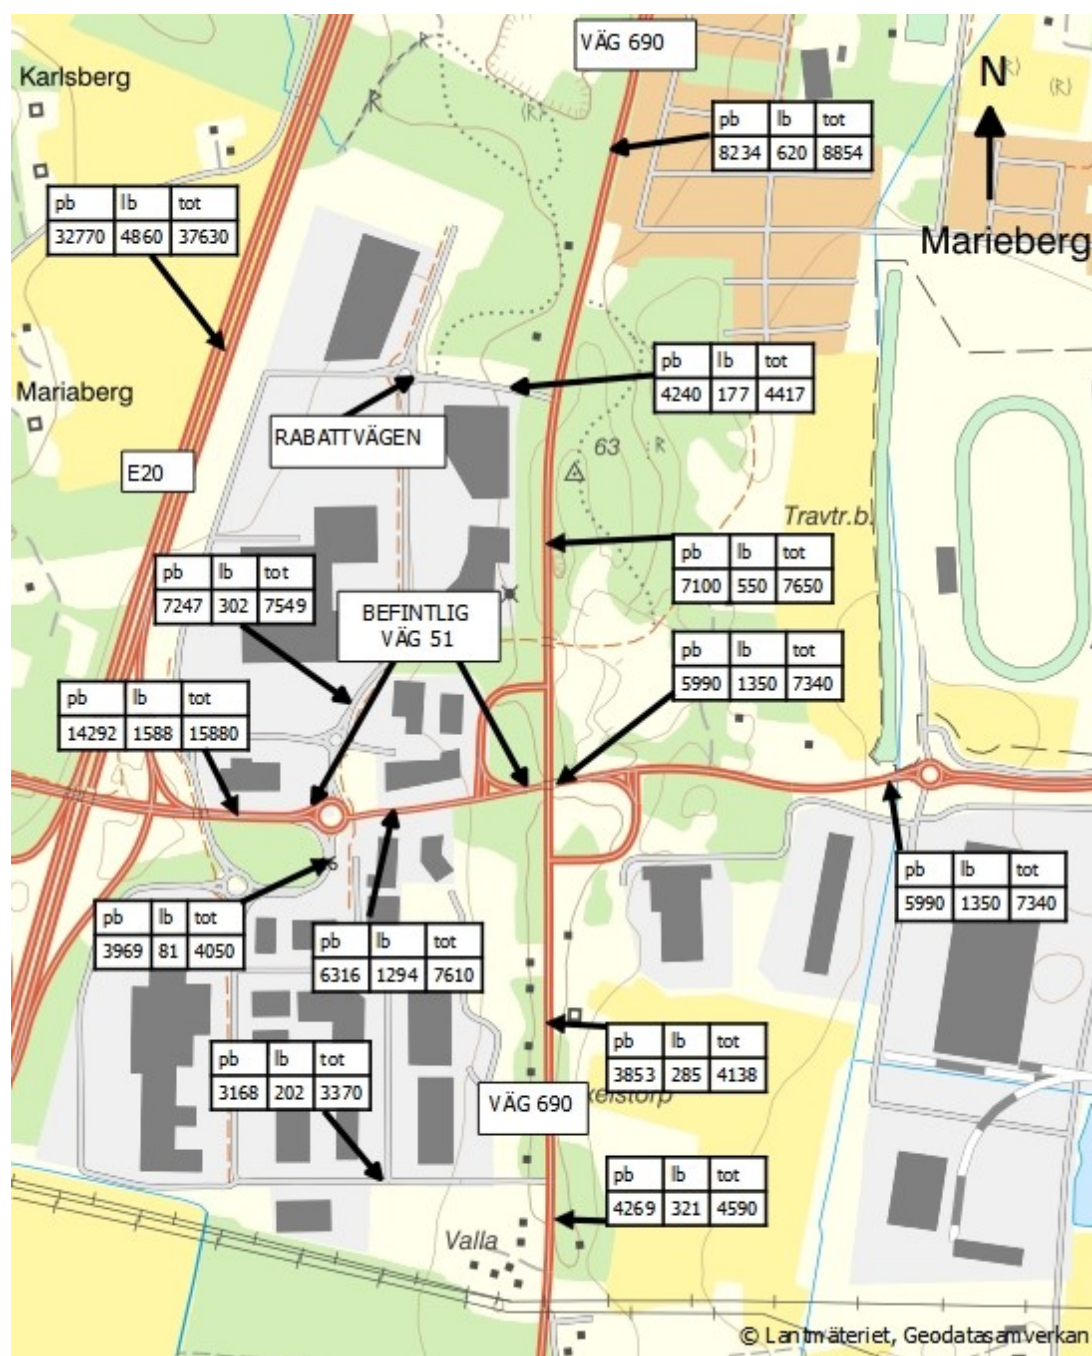 VÄG 690
N
Karlsberg
pb lb tot
8234 620 8854
pb lb tot
32770 4860 37630
Marieberg
pb lb tot
4240 177 4417
Mariaberg
RABATTVÄGEN
63
R
E20
Travtr.b.
pb lb tot
7100 550 7650
pb lb tot
7247 302 7549
BEFINTLIG
VÄG 51
pb lb tot
5990 1350 7340
pb lb tot
14292 1588 15880
pb lb tot
5990 1350 7340
pb lb tot
3969 81 4050
pb lb tot
6316 1294 7610
pb lb tot
3853 285 4138
pb lb tot
3168 202 3370
VÄG 690
pb lb tot
4269 321 4590
Valla
© Lantmäteriet, Geodatasamverkan